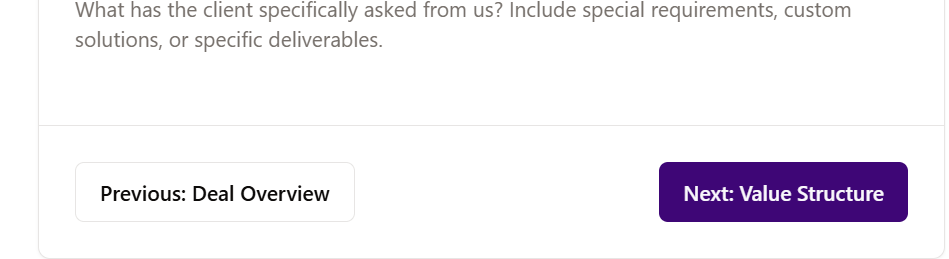 What has the client specifically asked from us? Include special requirements, custom
solutions, or specific deliverables.
Previous: Deal Overview
Next: Value Structure